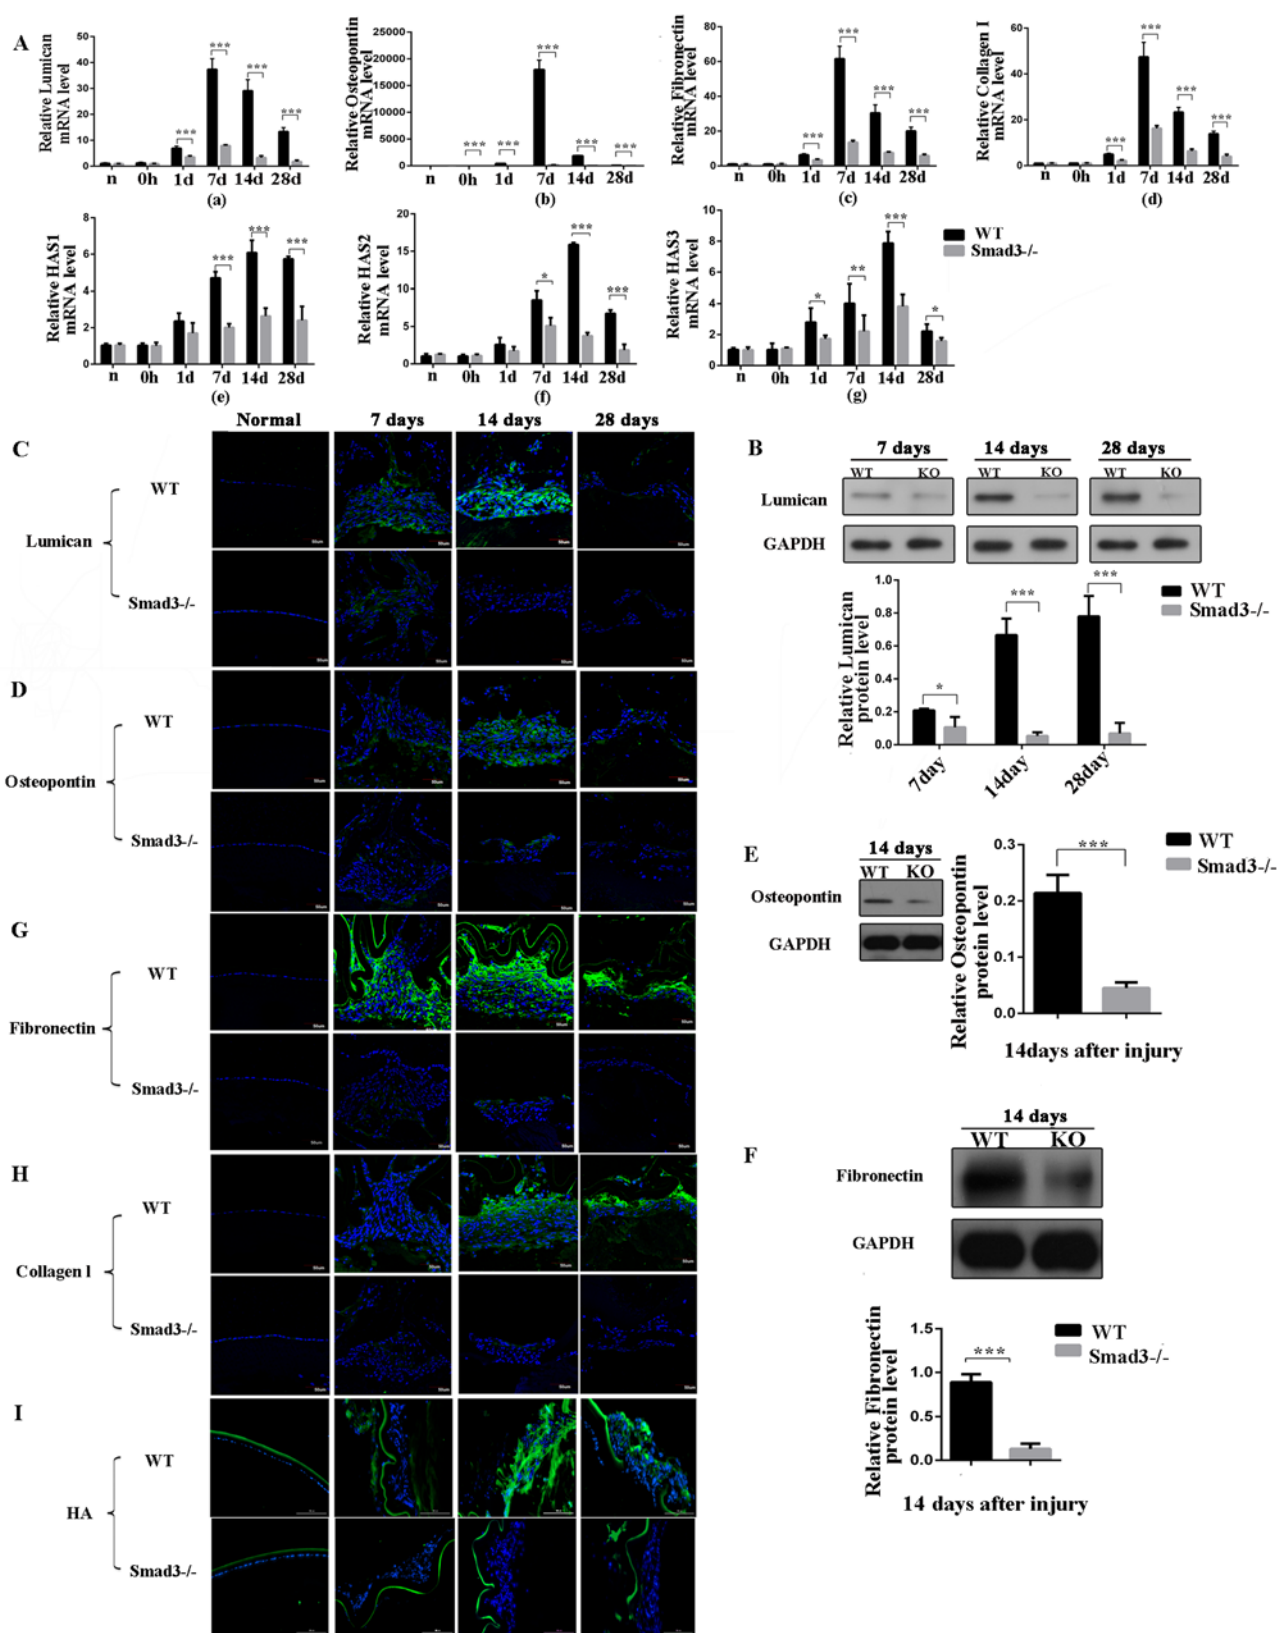 A
Relative Lumican
mRNA level
50
40
30
20
10
0
***
***
***
***
n 0h 1d 7d 14d 28d
(a)
Relative Osteopontin
mRNA level
25000
20000
15000
10000
5000
0
***
***
***
***
***
n 0h 1d 7d 14d 28d
(b)
Relative Fibronectin
mRNA level
80
60
40
20
0
***
***
***
***
n 0h 1d 7d 14d 28d
(c)
Relative Collagen I
mRNA level
60
40
20
0
***
***
***
***
n 0h 1d 7d 14d 28d
(d)
Relative HAS1
mRNA level
8
6
4
2
0
***
***
***
n 0h 1d 7d 14d 28d
(e)
Relative HAS2
mRNA level
20
15
10
5
0
*
***
***
n 0h 1d 7d 14d 28d
(f)
Relative HAS3
mRNA level
10
8
6
4
2
0
*
**
***
*
n 0h 1d 7d 14d 28d
(g)
WT
Smad3-/-
Normal 7 days 14 days 28 days
C
WT
Lumican
Smad3-/-
D
WT
Osteopontin
Smad3-/-
G
WT
Fibronectin
Smad3-/-
H
WT
Collagen I
Smad3-/-
I
WT
HA
Smad3-/-
B
7 days 14 days 28 days
WT KO WT KO WT KO
Lumican
GAPDH
Relative Lumican
protein level
1.0
0.8
0.6
0.4
0.2
0.0
*
***
***
7day 14day 28day
WT
Smad3-/-
E
14 days
WT KO
Osteopontin
GAPDH
Relative Osteopontin
protein level
0.3
0.2
0.1
0.0
***
14days after injury
WT
Smad3-/-
F
14 days
WT KO
Fibronectin
GAPDH
Relative Fibronectin
protein level
1.5
1.0
0.5
0.0
***
14 days after injury
WT
Smad3-/-